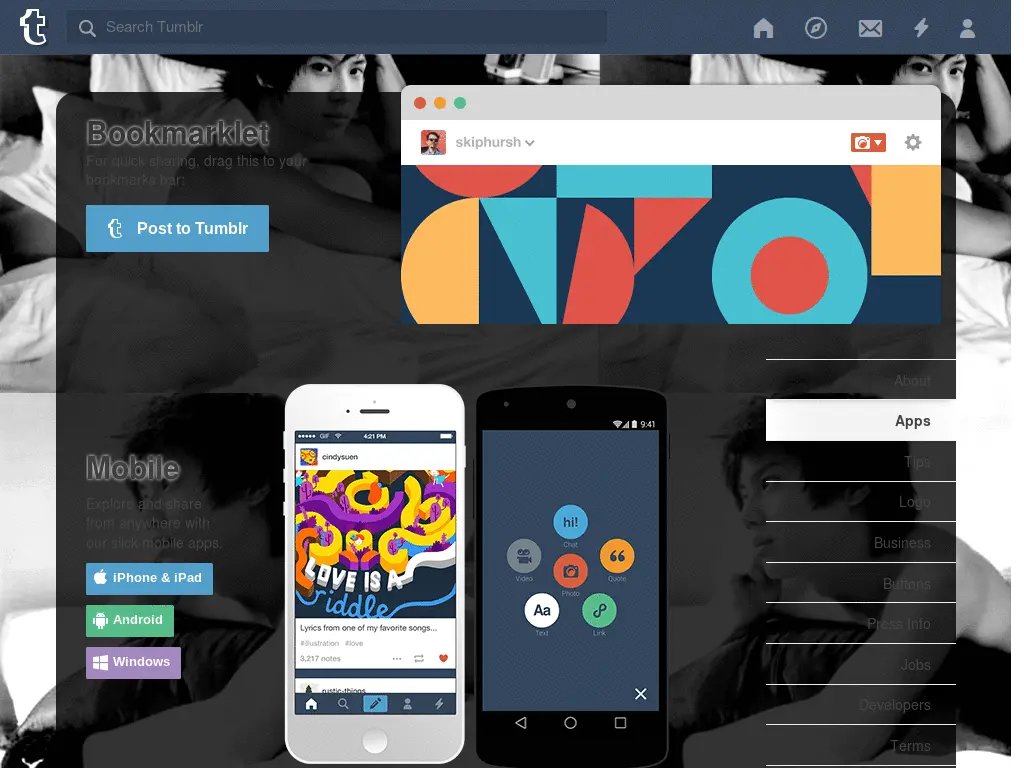 Search Tumblr
Bookmarklet
For quick sharing, drag this to your
bookmarks bar:
Post to Tumblr
skiphursh
About
Apps
Tips
Logo
Business
Buttons
Press Info
Jobs
Developers
Terms
Mobile
Explore and share
from anywhere with
our slick mobile apps.
iPhone & iPad
Android
Windows
GIF
4:21 PM
cindysuen
LOVE IS A
riddle
Lyrics from one of my favorite songs...
#illustration #love
3,217 notes
rustic-things
9:41
hi!
Chat
Video
Quote
Photo
Aa
Text
Link